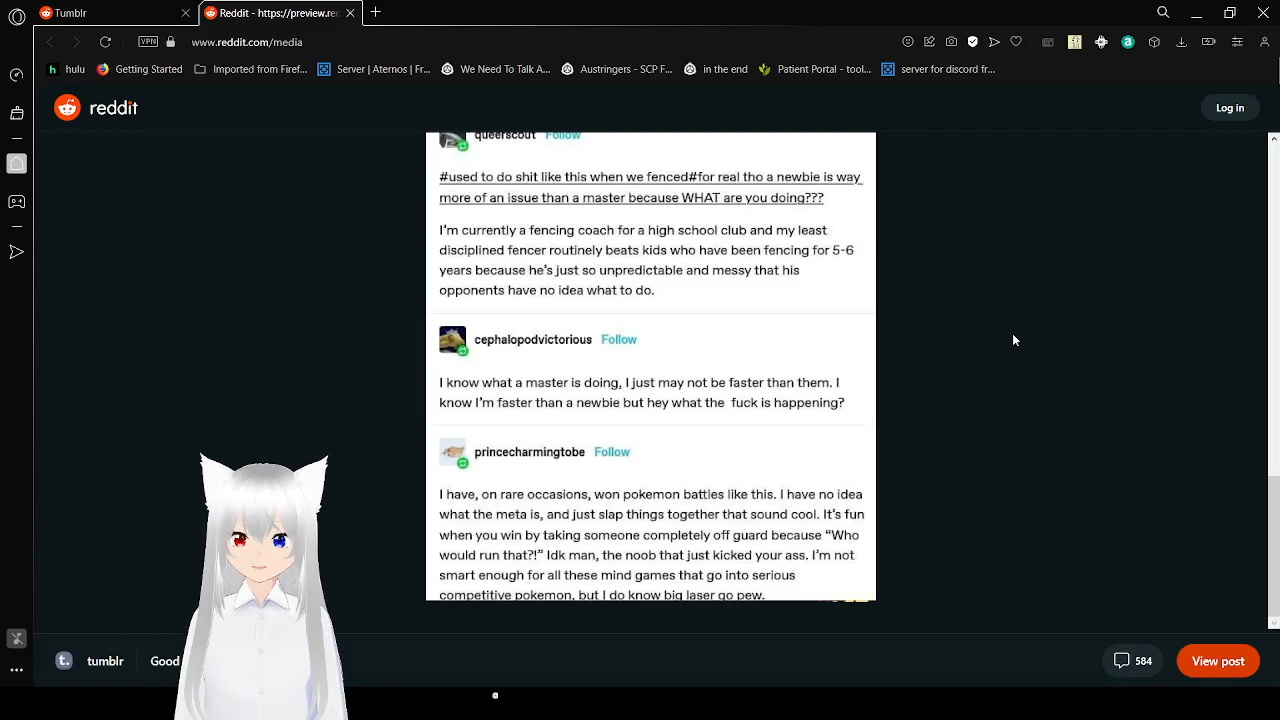 Tumblr
Reddit - https://preview.rec
VPN
www.reddit.com/media
hulu
Getting Started
Imported from Firef...
Server | Aternos | Fr...
We Need To Talk A...
Austringers - SCP F...
in the end
Patient Portal - tool...
server for discord fr...
reddit
Log in
queerscout Follow
#used to do shit like this when we fenced#for real tho a newbie is way
more of an issue than a master because WHAT are you doing???
I'm currently a fencing coach for a high school club and my least
disciplined fencer routinely beats kids who have been fencing for 5-6
years because he's just so unpredictable and messy that his
opponents have no idea what to do.
cephalopodvictorious Follow
I know what a master is doing, I just may not be faster than them. I
know I'm faster than a newbie but hey what the fuck is happening?
princecharmingtobe Follow
I have, on rare occasions, won pokemon battles like this. I have no idea
what the meta is, and just slap things together that sound cool. It's fun
when you win by taking someone completely off guard because "Who
would run that?!" Idk man, the noob that just kicked your ass. I'm not
smart enough for all these mind games that go into serious
competitive pokemon, but I do know big laser go pew.
t. tumblr
Good
584
View post